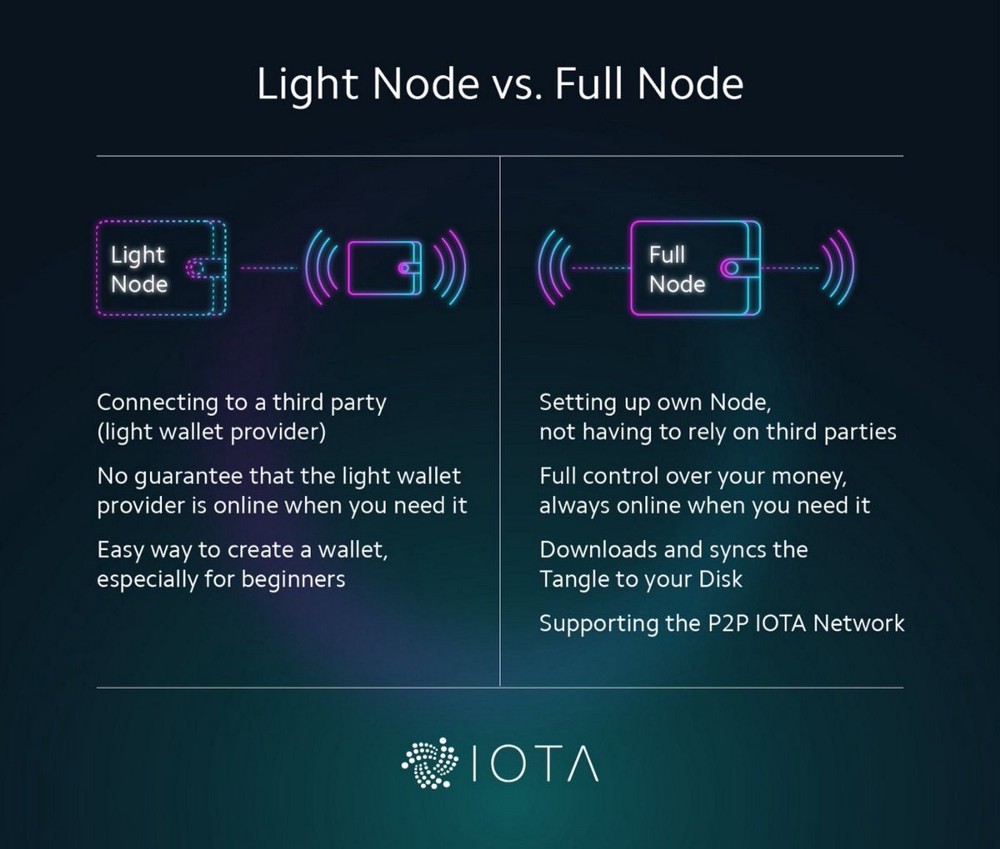 Light Node vs. Full Node
Light
Node
Connecting to a third party
(light wallet provider)
No guarantee that the light wallet
provider is online when you need it
Easy way to create a wallet,
especially for beginners
Full
Node
Setting up own Node,
not having to rely on third parties
Full control over your money,
always online when you need it
Downloads and syncs the
Tangle to your Disk
Supporting the P2P IOTA Network
IOTA